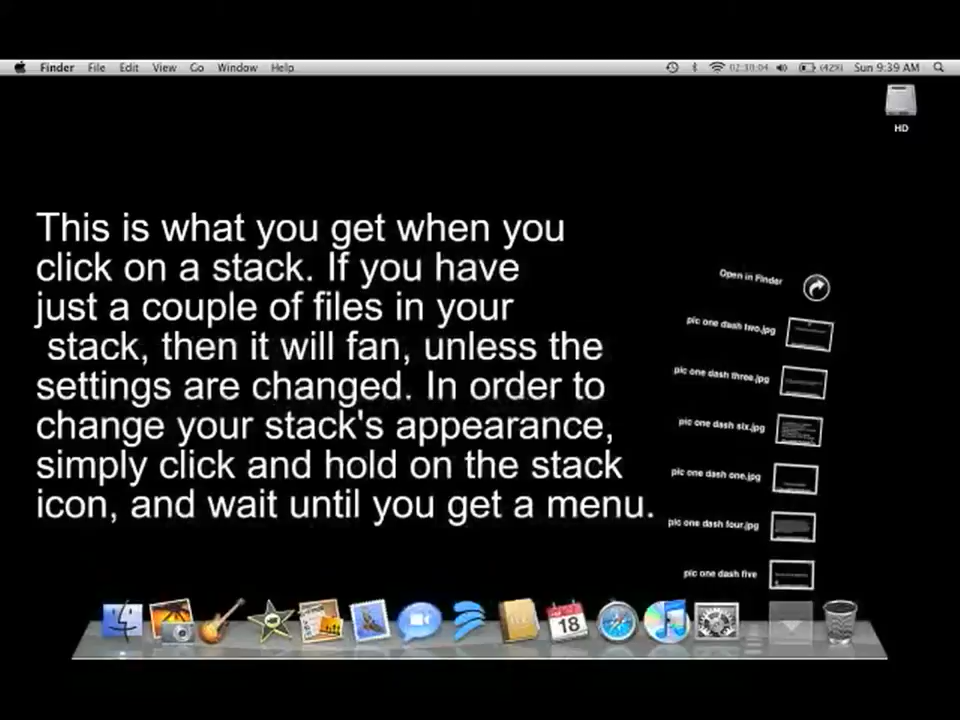 Finder File Edit View Go Window Help
02:30:04 (42%) Sun 9:39 AM
HD
This is what you get when you
click on a stack. If you have
just a couple of files in your
stack, then it will fan, unless the
settings are changed. In order to
change your stack's appearance,
simply click and hold on the stack
icon, and wait until you get a menu.
Open in Finder
pic one dash two.jpg
pic one dash three.jpg
pic one dash six.jpg
pic one dash one.jpg
pic one dash four.jpg
pic one dash five
18